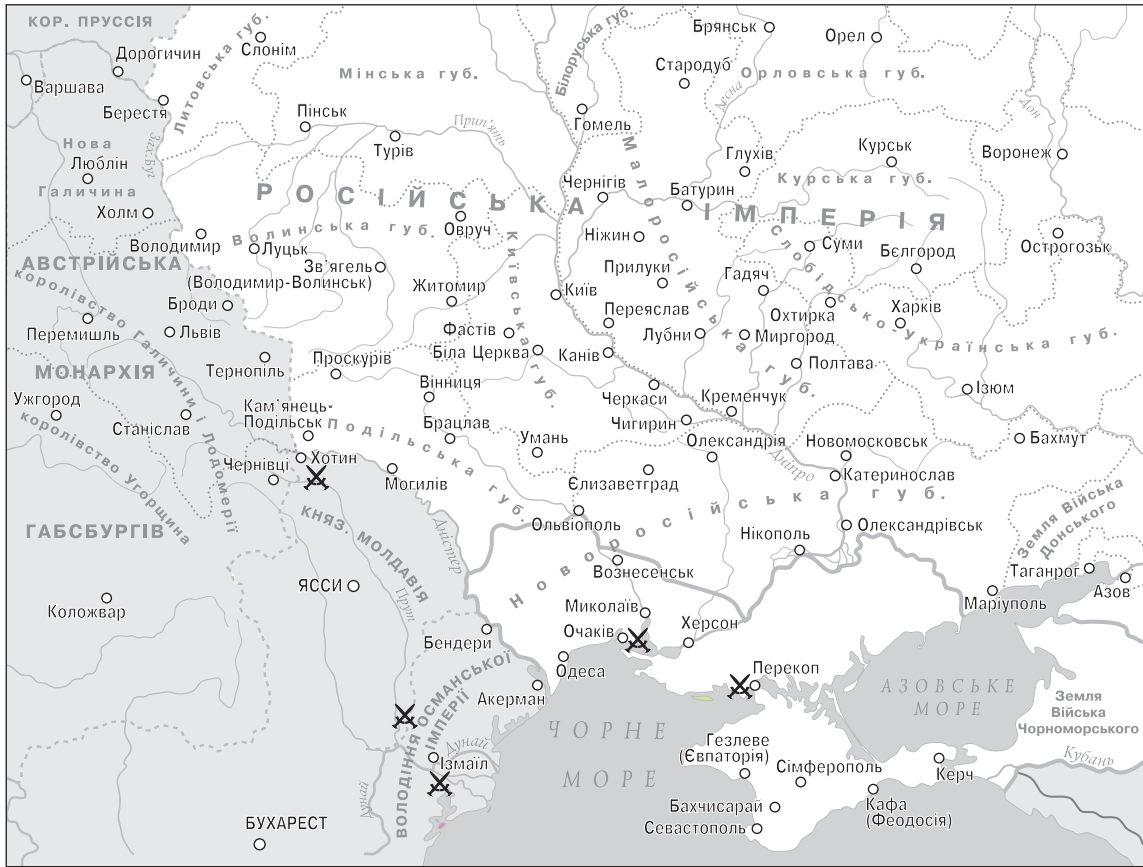 КОР. ПРУССІЯ
Дорогичин
Варшава
Берестя
Литовська губ.
Слонім
Мінська губ.
Білоруська губ.
Брянськ
Орел
Стародуб
Орловська губ.
Десна
Дон
Пінськ
Турів
Прип'ять
Гомель
Нова
Галичина
Люблін
Холм
Зах. Буг
Глухів
Курськ
Воронеж
Чернігів
Батурин
Курська губ.
РОСІЙСЬКА ІМПЕРІЯ
Малоросійська губ.
Володимир
(Володимир-Волинськ)
Волинська губ.
Луцьк
Овруч
Зв'ягель
Київська губ.
Ніжин
Суми
Бєлгород
Острогозьк
Прилуки
Гадяч
Слобідсько Українська губ.
АВСТРІЙСЬКА
МОНАРХІЯ
ГАБСБУРГІВ
королівство Галичини і Лодомерії
королівство Угорщина
Броди
Житомир
Київ
Переяслав
Охтирка
Харків
Перемишль
Львів
Фастів
Біла Церква
Канів
Лубни
Миргород
Полтава
Тернопіль
Проскурів
Вінниця
Черкаси
Кременчук
Ізюм
Ужгород
Станіслав
Кам'янець-
Подільськ
Брацлав
Умань
Чигирин
Олександрія
Новомосковськ
Бахмут
Подільська губ.
Дніпро
Чернівці
Хотин
Могилів
Єлизаветград
Катеринослав
КНЯЗ. МОЛДАВІЯ
Дністер
Ольвіополь
Новоросійська губ.
Нікополь
Олександрівськ
Земля Війська
Донського
Вознесенськ
Таганрог
Азов
Маріуполь
Коложвар
ЯССИ
Прут
Бендери
Миколаїв
Очаків
Херсон
Одеса
Акерман
Перекоп
ВОЛОДІННЯ ОСМАНСЬКОЇ
ІМПЕРІЇ
ЧОРНЕ
МОРЕ
АЗОВСЬКЕ
МОРЕ
Земля
Війська
Чорноморського
Кубань
Дунай
Ізмаїл
Дунай
БУХАРЕСТ
Гезлеве
(Євпаторія)
Сімферополь
Керч
Бахчисарай
Кафа
(Феодосія)
Севастополь